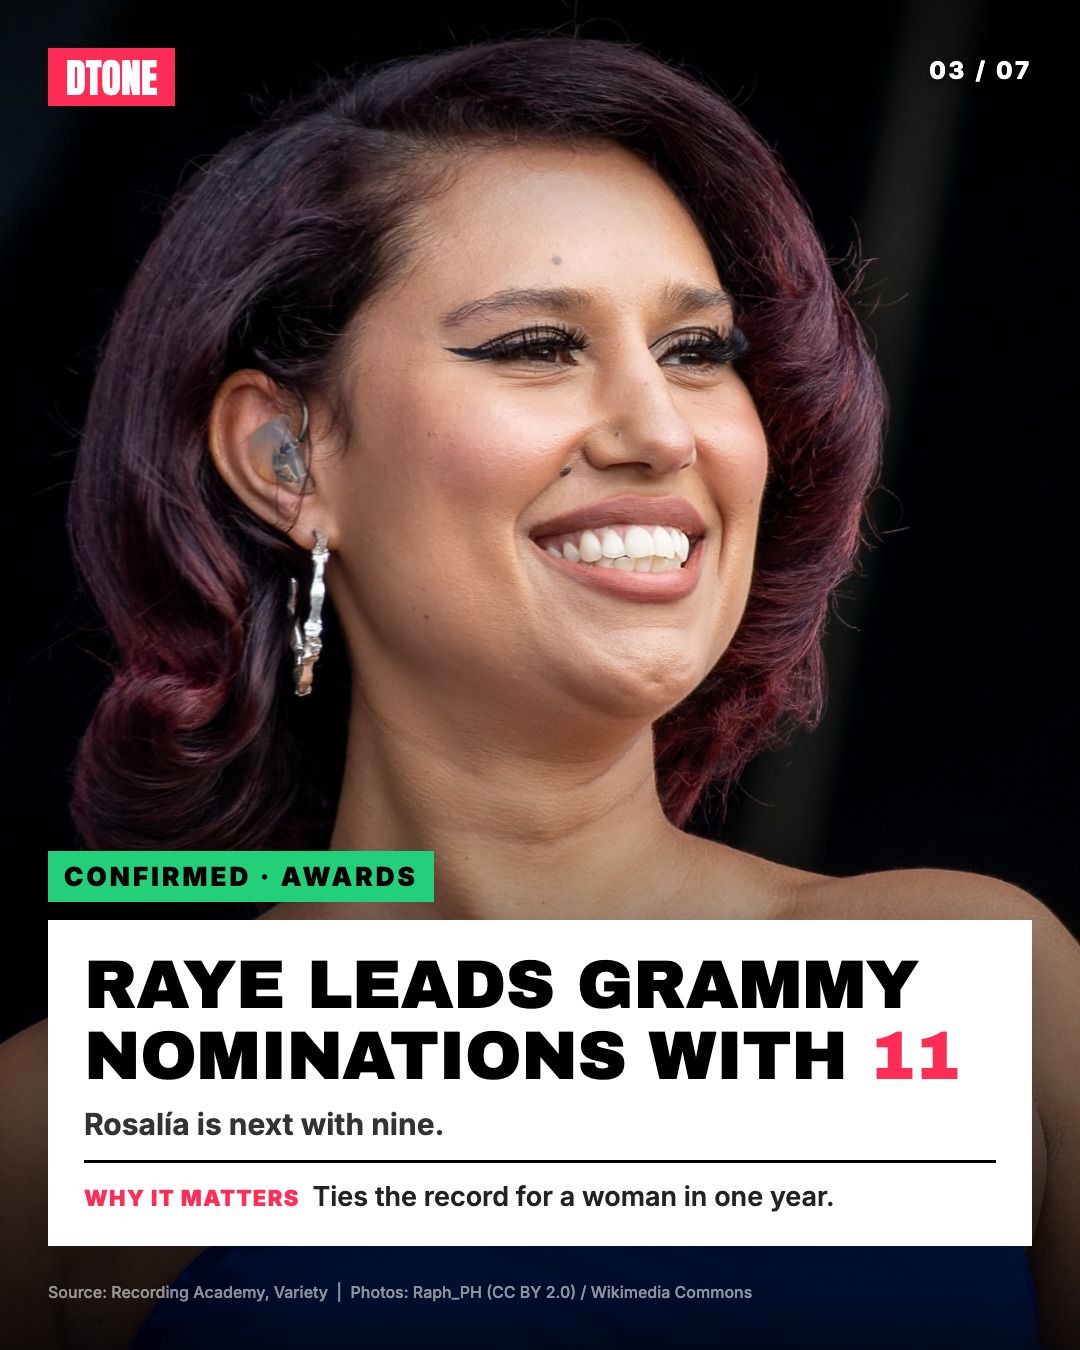 DTONE
03 / 07
CONFIRMED · AWARDS
RAYE LEADS GRAMMY
NOMINATIONS WITH 11
Rosalía is next with nine.
WHY IT MATTERS Ties the record for a woman in one year.
Source: Recording Academy, Variety | Photos: Raph_PH (CC BY 2.0) / Wikimedia Commons